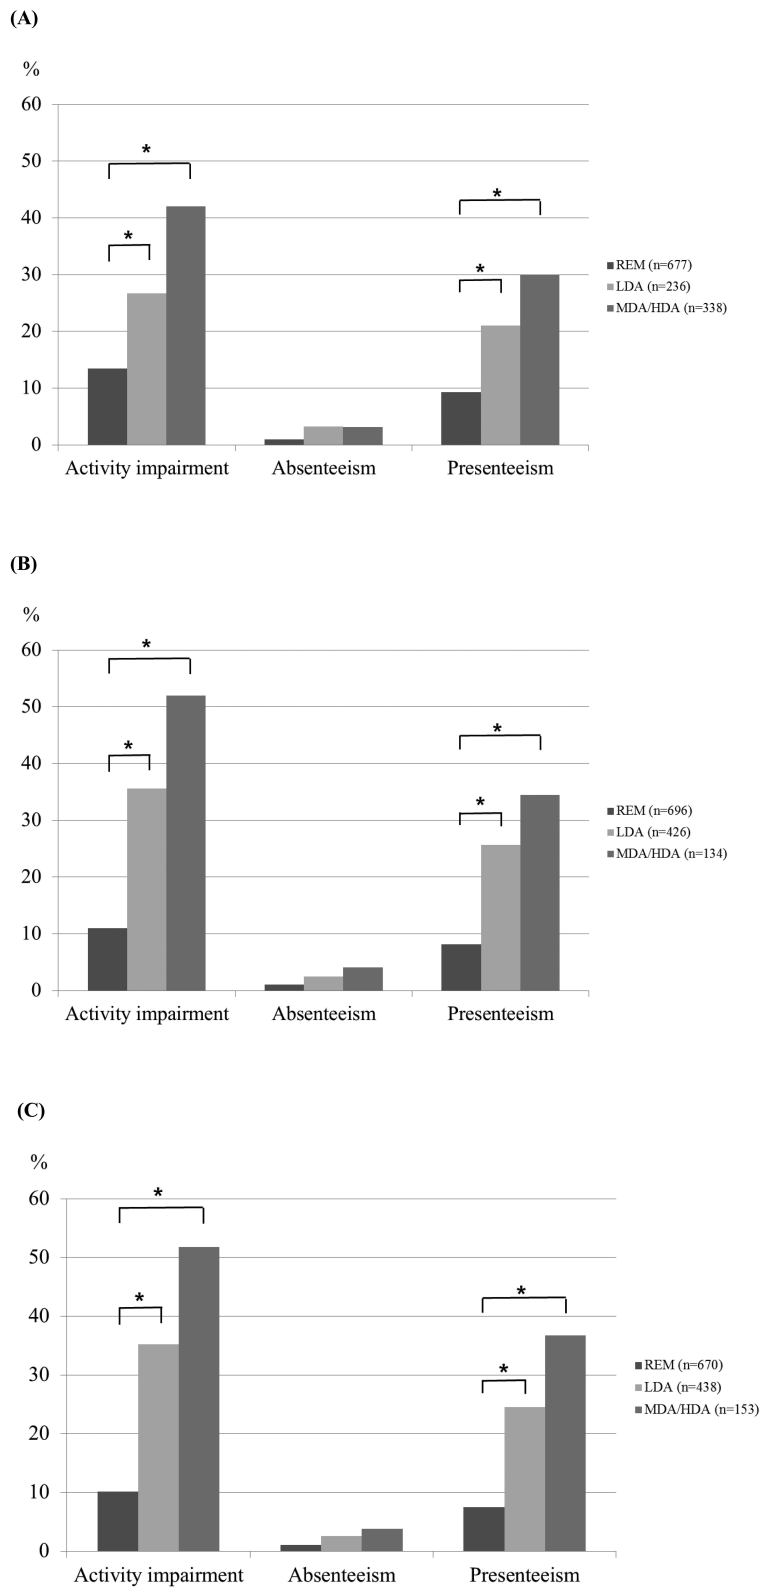 (A)
%
60
*
50
*
40
*
REM (n=677)
30
*
LDA (n=236)
MDA/HDA (n=338)
20
10
0
Activity impairment Absenteeism Presenteeism
(B)
%
60
*
50
*
40
*
30
*
REM (n=696)
LDA (n=426)
MDA/HDA (n=134)
20
10
0
Activity impairment Absenteeism Presenteeism
(C)
%
60
*
50
*
*
40
30
*
REM (n=670)
LDA (n=438)
MDA/HDA (n=153)
20
10
0
Activity impairment Absenteeism Presenteeism